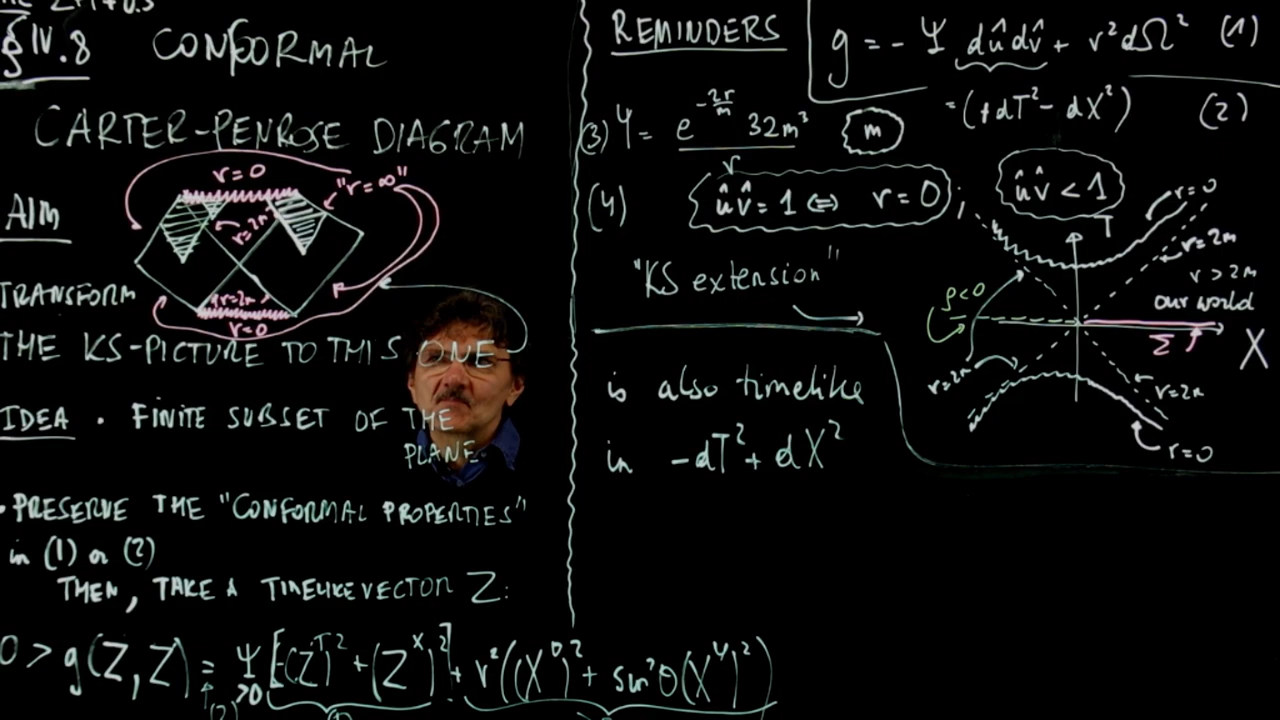 §IV.8 CONFORMAL
CARTER-PENROSE DIAGRAM
r=0
"r=∞"
r=2m
r=2m
r=0
AIM
TRANSFORM
THE KS-PICTURE TO THIS ONE
IDEA • FINITE SUBSET OF THE
PLANE
• PRESERVE THE "CONFORMAL PROPERTIES"
in (1) or (2)
THEN, TAKE A TIMELIKE VECTOR Z:
0 > g(Z,Z) = Ψ [-(Z^T)² + (Z^X)²] + r²((X^θ)² + sin²θ(X^φ)²)
(2) >0
REMINDERS
g = - Ψ dûdv̂ + r²dΩ² (1)
= (+dT² - dX²) (2)
(3) Ψ = e^{-2r/m} 32m³ / r
m
(4) ûv̂ = 1 ⇔ r = 0 ; ûv̂ < 1
"KS extension"
is also timelike
in -dT² + dX²
r=0
T
r=2m
r > 2m
our world
ρ<0
Σ
X
r=2m
r=2m
r=0